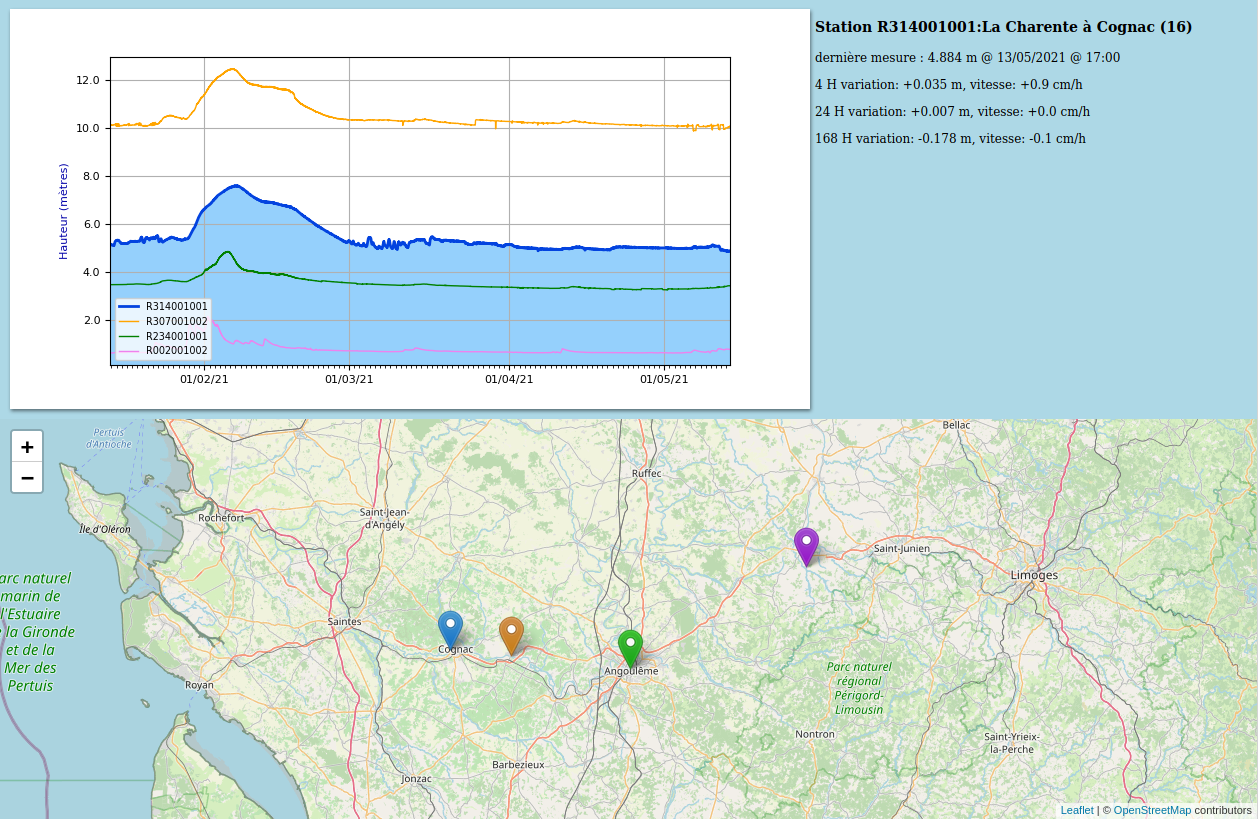 Station R314001001:La Charente à Cognac (16)
dernière mesure : 4.884 m @ 13/05/2021 @ 17:00
4 H variation: +0.035 m, vitesse: +0.9 cm/h
24 H variation: +0.007 m, vitesse: +0.0 cm/h
168 H variation: -0.178 m, vitesse: -0.1 cm/h
Hauteur (mètres)
12.0
10.0
8.0
6.0
4.0
2.0
R314001001
R307001002
R234001001
R002001002
01/02/21 01/03/21 01/04/21 01/05/21
+
−
Pertuis
d'Antioche
Bellac
Ruffec
Île d'Oléron
Rochefort
Saint-Jean-
d'Angély
Saint-Junien
Limoges
arc naturel
marin de
l'Estuaire
la Gironde
et de la
Mer des
Pertuis
Saintes
Cognac
Angoulême
Royan
Parc naturel
régional
Périgord-
Limousin
Nontron
Saint-Yrieix-
la-Perche
Barbezieux
Jonzac
Leaflet | © OpenStreetMap contributors